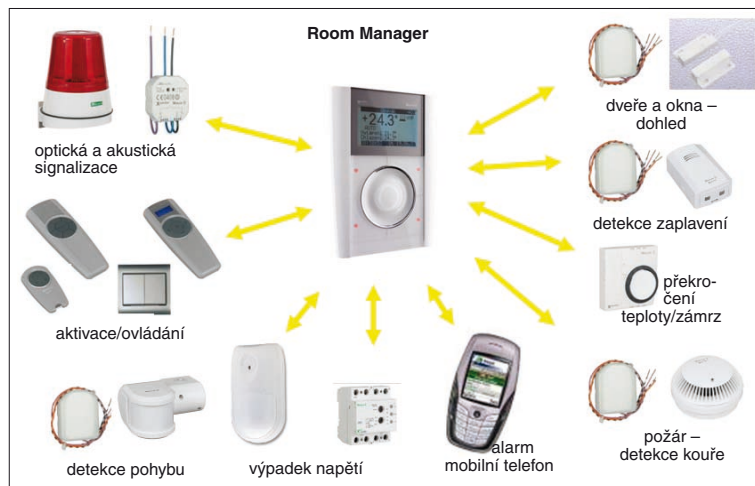 Room Manager
+24.3°
optická a akustická
signalizace
aktivace/ovládání
detekce pohybu
výpadek napětí
alarm
mobilní telefon
dveře a okna –
dohled
detekce zaplavení
překro-
čení
teploty/zámrz
požár –
detekce kouře